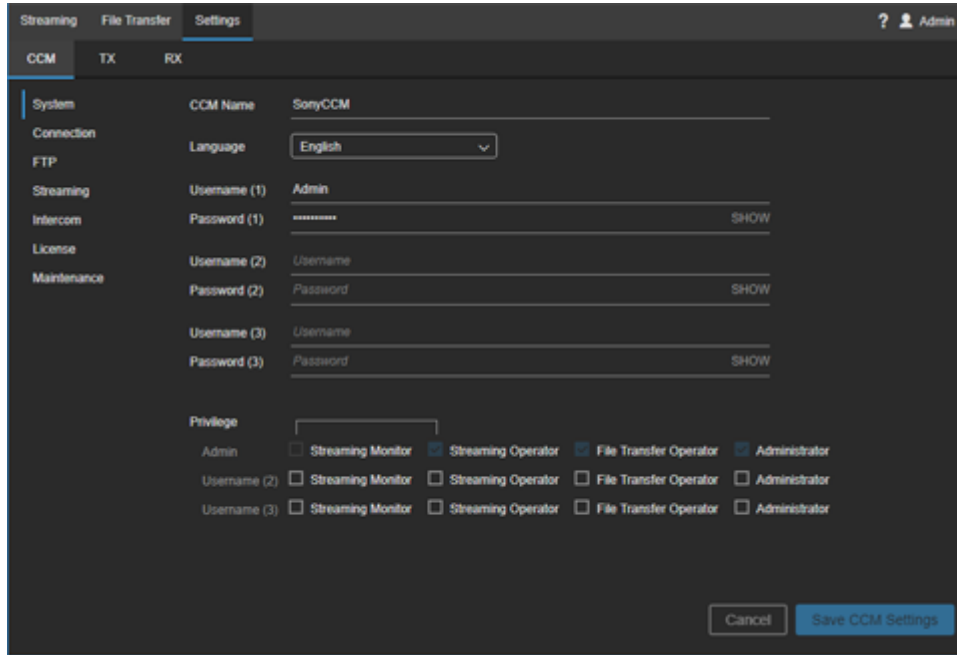 Streaming File Transfer Settings ? Admin
CCM TX RX
System
Connection
FTP
Streaming
Intercom
License
Maintenance
CCM Name SonyCCM
Language English
Username (1) Admin
Password (1) •••••••••• SHOW
Username (2) Username
Password (2) Password SHOW
Username (3) Username
Password (3) Password SHOW
Privilege
Admin Streaming Monitor Streaming Operator File Transfer Operator Administrator
Username (2) Streaming Monitor Streaming Operator File Transfer Operator Administrator
Username (3) Streaming Monitor Streaming Operator File Transfer Operator Administrator
Cancel Save CCM Settings